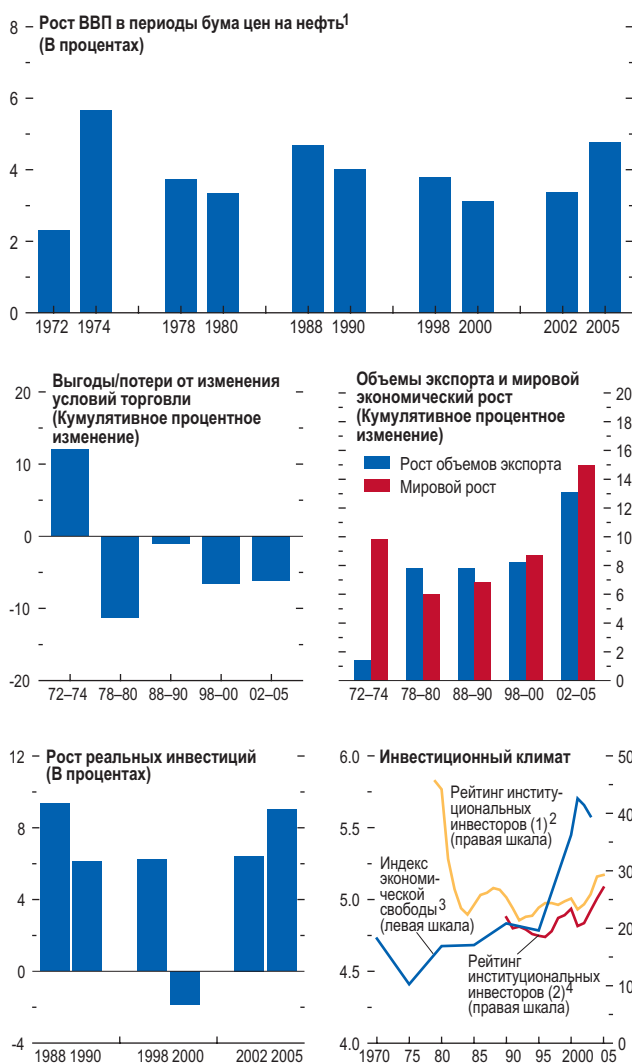 Рост ВВП в периоды бума цен на нефть1
(В процентах)
8
6
4
2
0
1972 1974 1978 1980 1988 1990 1998 2000 2002 2005
Выгоды/потери от изменения
условий торговли
(Кумулятивное процентное
изменение)
20
10
0
-10
-20
72–74 78–80 88–90 98–00 02–05
Объемы экспорта и мировой
экономический рост
(Кумулятивное процентное
изменение)
Рост объемов экспорта
Мировой рост
20
18
16
14
12
10
8
6
4
2
0
72–74 78–80 88–90 98–00 02–05
Рост реальных инвестиций
(В процентах)
12
9
6
4
0
-4
1988 1990 1998 2000 2002 2005
Инвестиционный климат
6.0
5.5
5.0
4.5
4.0
Рейтинг институ-
циональных
инвесторов (1)2
(правая шкала)
Индекс
экономи-
ческой
свободы3
(левая шкала)
Рейтинг
институциональных
инвесторов (2)4
(правая шкала)
50
40
30
20
10
0
1970 75 80 85 90 95 2000 05